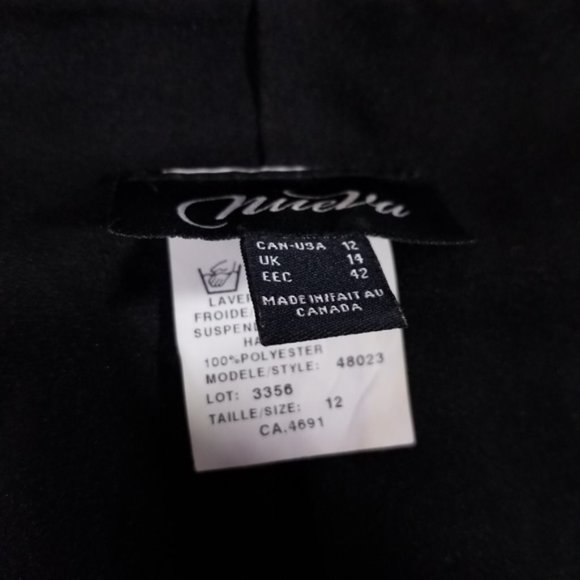 Nueva
CAN-USA 12
UK 14
EEC 42
MADE IN/FAIT AU
CANADA
LAVER
FROIDE/
SUSPEND
HA
100%POLYESTER
MODELE/STYLE: 48023
LOT: 3356
TAILLE/SIZE: 12
CA.4691